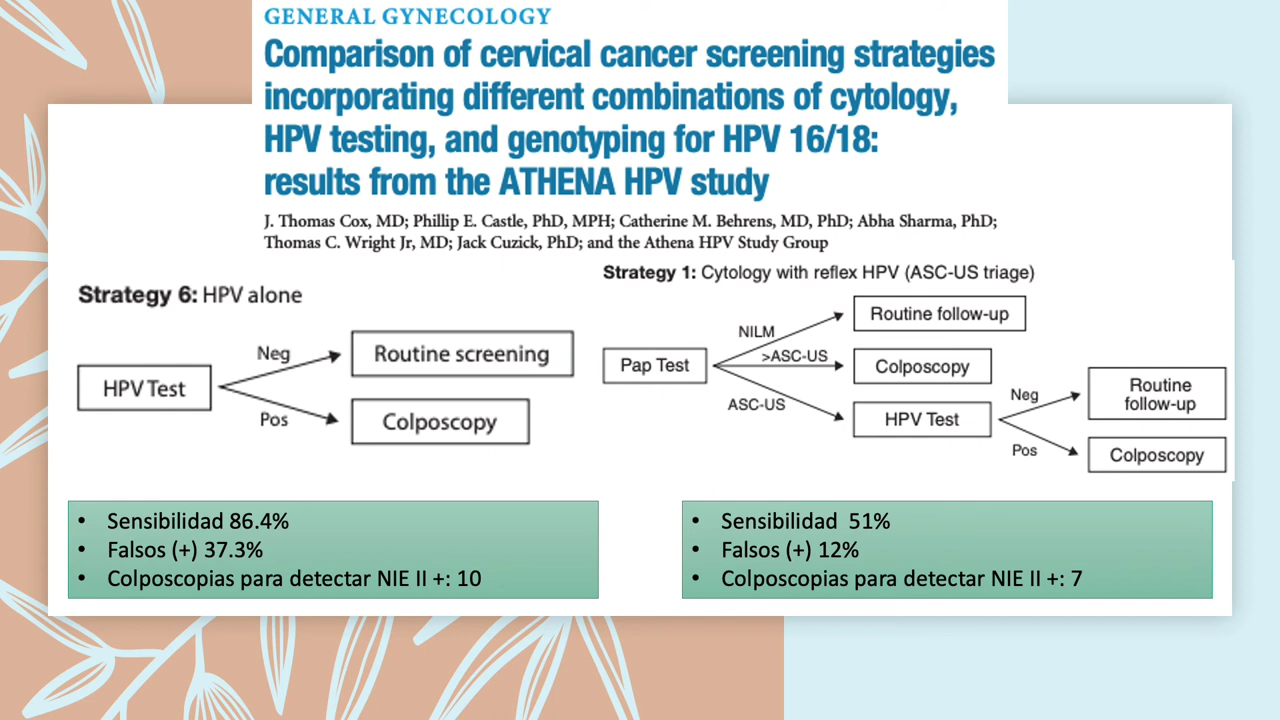 GENERAL GYNECOLOGY
Comparison of cervical cancer screening strategies
incorporating different combinations of cytology,
HPV testing, and genotyping for HPV 16/18:
results from the ATHENA HPV study
J. Thomas Cox, MD; Phillip E. Castle, PhD, MPH; Catherine M. Behrens, MD, PhD; Abha Sharma, PhD;
Thomas C. Wright Jr, MD; Jack Cuzick, PhD; and the Athena HPV Study Group
Strategy 6: HPV alone
HPV Test
Neg
Routine screening
Pos
Colposcopy
Strategy 1: Cytology with reflex HPV (ASC-US triage)
Pap Test
NILM
Routine follow-up
>ASC-US
Colposcopy
ASC-US
HPV Test
Neg
Routine
follow-up
Pos
Colposcopy
• Sensibilidad 86.4%
• Falsos (+) 37.3%
• Colposcopias para detectar NIE II +: 10
• Sensibilidad 51%
• Falsos (+) 12%
• Colposcopias para detectar NIE II +: 7